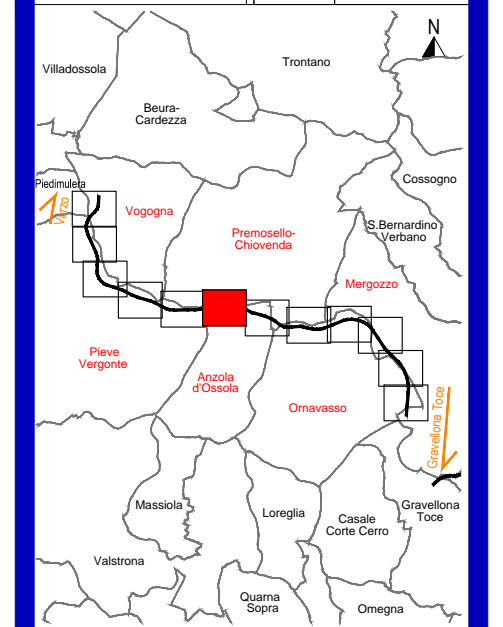 N
Villadossola
Trontano
Beura-
Cardezza
Piedimulera
Varzo
Vogogna
Cossogno
S.Bernardino
Verbano
Premosello-
Chiovenda
Mergozzo
Pieve
Vergonte
Anzola
d'Ossola
Ornavasso
Gravellona Toce
Massiola
Loreglia
Casale
Corte Cerro
Gravellona
Toce
Valstrona
Quarna
Sopra
Omegna